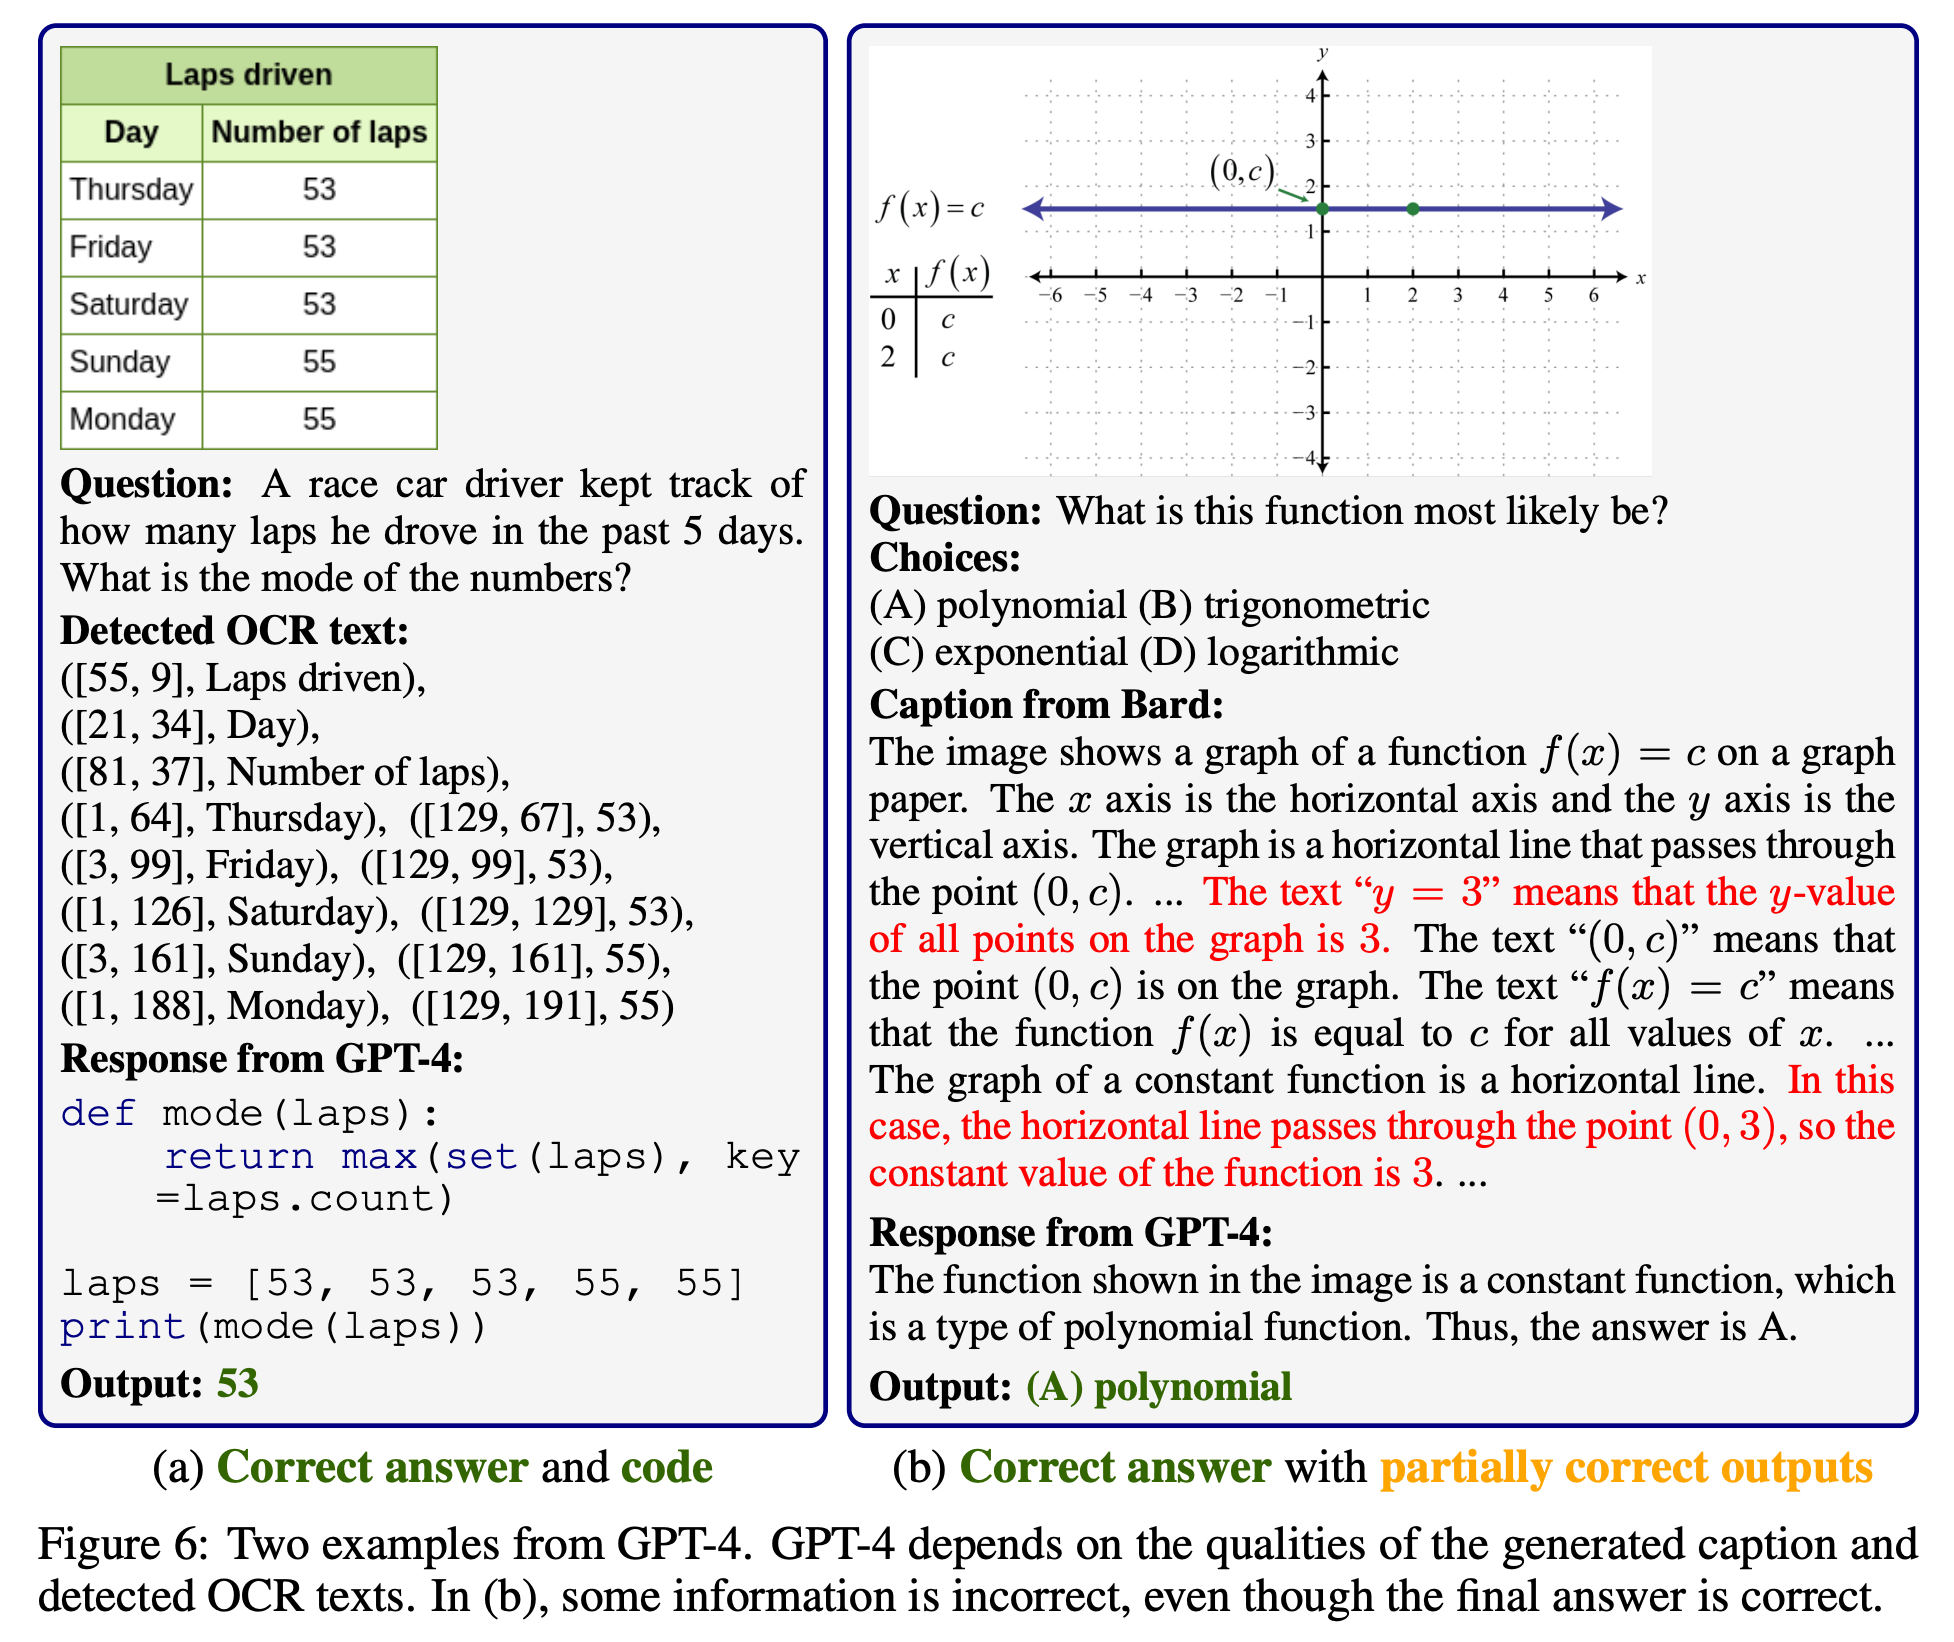 Laps driven
Day Number of laps
Thursday 53
Friday 53
Saturday 53
Sunday 55
Monday 55
Question: A race car driver kept track of
how many laps he drove in the past 5 days.
What is the mode of the numbers?
Detected OCR text:
([55, 9], Laps driven),
([21, 34], Day),
([81, 37], Number of laps),
([1, 64], Thursday), ([129, 67], 53),
([3, 99], Friday), ([129, 99], 53),
([1, 126], Saturday), ([129, 129], 53),
([3, 161], Sunday), ([129, 161], 55),
([1, 188], Monday), ([129, 191], 55)
Response from GPT-4:
def mode(laps):
return max(set(laps), key
=laps.count)
laps = [53, 53, 53, 55, 55]
print(mode(laps))
Output: 53
(a) Correct answer and code
y
4
3
(0,c)
2
f(x)=c
1
x f(x)
0 c
2 c
−6 −5 −4 −3 −2 −1 1 2 3 4 5 6 x
−1
−2
−3
−4
Question: What is this function most likely be?
Choices:
(A) polynomial (B) trigonometric
(C) exponential (D) logarithmic
Caption from Bard:
The image shows a graph of a function f(x) = c on a graph
paper. The x axis is the horizontal axis and the y axis is the
vertical axis. The graph is a horizontal line that passes through
the point (0, c). ... The text “y = 3” means that the y-value
of all points on the graph is 3. The text “(0, c)” means that
the point (0, c) is on the graph. The text “f(x) = c” means
that the function f(x) is equal to c for all values of x. ...
The graph of a constant function is a horizontal line. In this
case, the horizontal line passes through the point (0, 3), so the
constant value of the function is 3. ...
Response from GPT-4:
The function shown in the image is a constant function, which
is a type of polynomial function. Thus, the answer is A.
Output: (A) polynomial
(b) Correct answer with partially correct outputs
Figure 6: Two examples from GPT-4. GPT-4 depends on the qualities of the generated caption and
detected OCR texts. In (b), some information is incorrect, even though the final answer is correct.